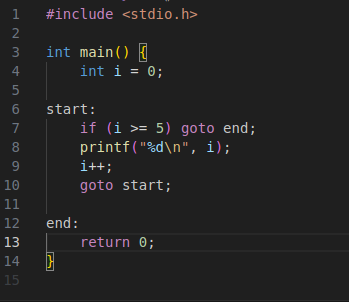 1 #include <stdio.h>
2
3 int main() {
4     int i = 0;
5
6 start:
7     if (i >= 5) goto end;
8     printf("%d\n", i);
9     i++;
10     goto start;
11
12 end:
13     return 0;
14 }
15